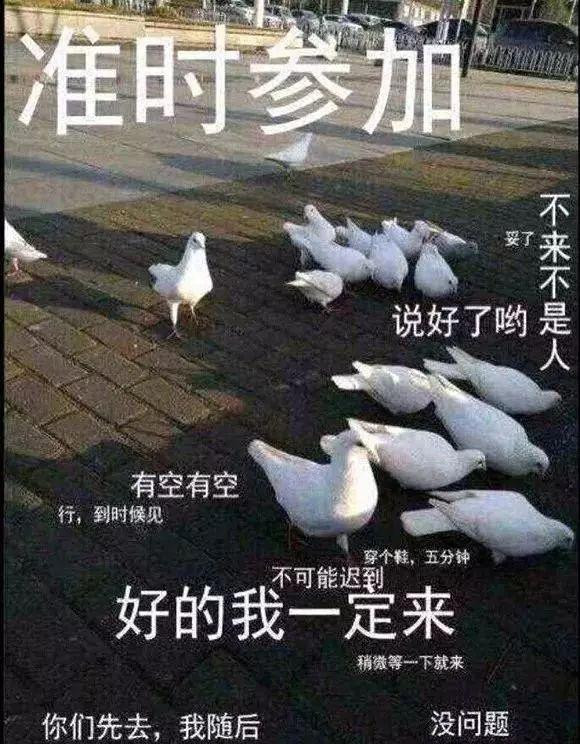 准时参加
不来不是人
妥了
说好了哟
有空有空
行，到时候见
穿个鞋，五分钟
不可能迟到
好的我一定来
稍微等一下就来
你们先去，我随后
没问题